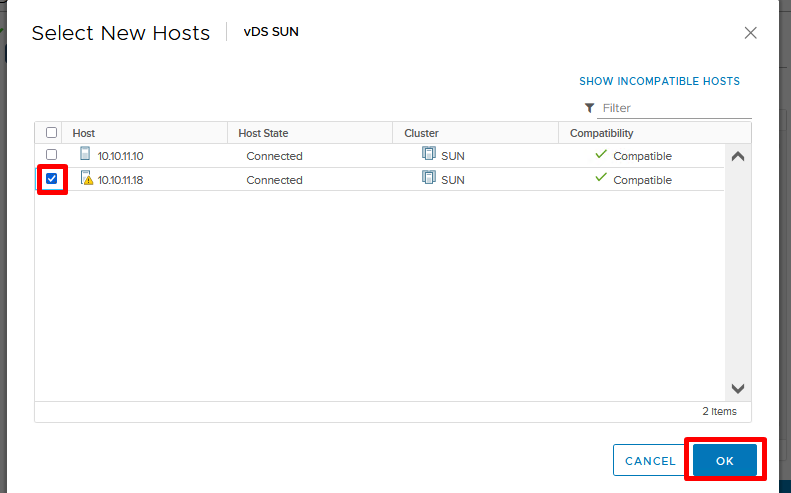 Select New Hosts vDS SUN
SHOW INCOMPATIBLE HOSTS
Filter
Host Host State Cluster Compatibility
10.10.11.10 Connected SUN Compatible
10.10.11.18 Connected SUN Compatible
2 items
CANCEL OK